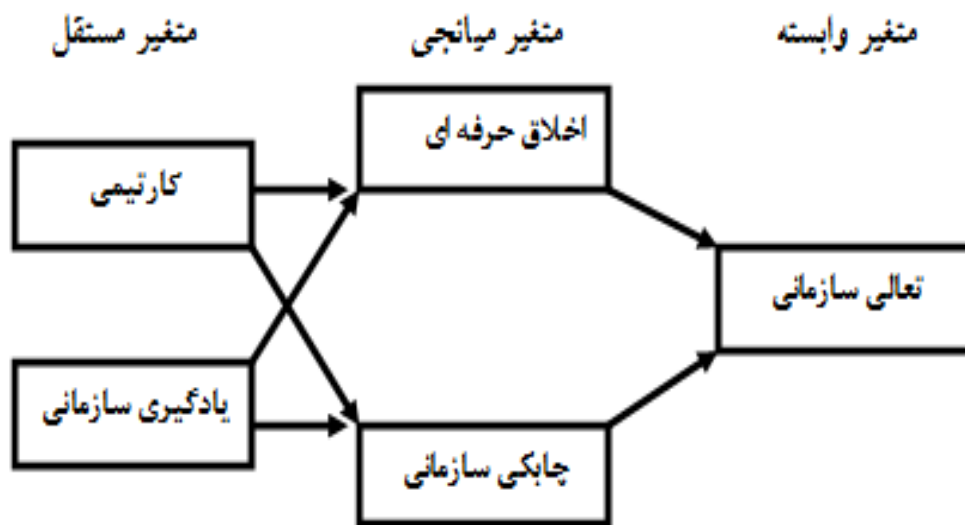 متغیر مستقل
متغیر میانجی
متغیر وابسته
اخلاق حرفه ای
کارتیمی
تعالی سازمانی
یادگیری سازمانی
چابکی سازمانی